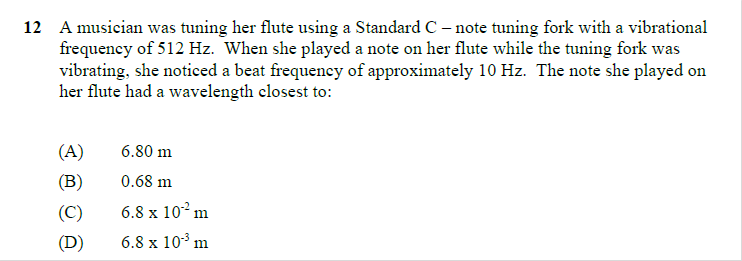 12 A musician was tuning her flute using a Standard C – note tuning fork with a vibrational
frequency of 512 Hz. When she played a note on her flute while the tuning fork was
vibrating, she noticed a beat frequency of approximately 10 Hz. The note she played on
her flute had a wavelength closest to:
(A) 6.80 m
(B) 0.68 m
(C) 6.8 x 10⁻² m
(D) 6.8 x 10⁻³ m